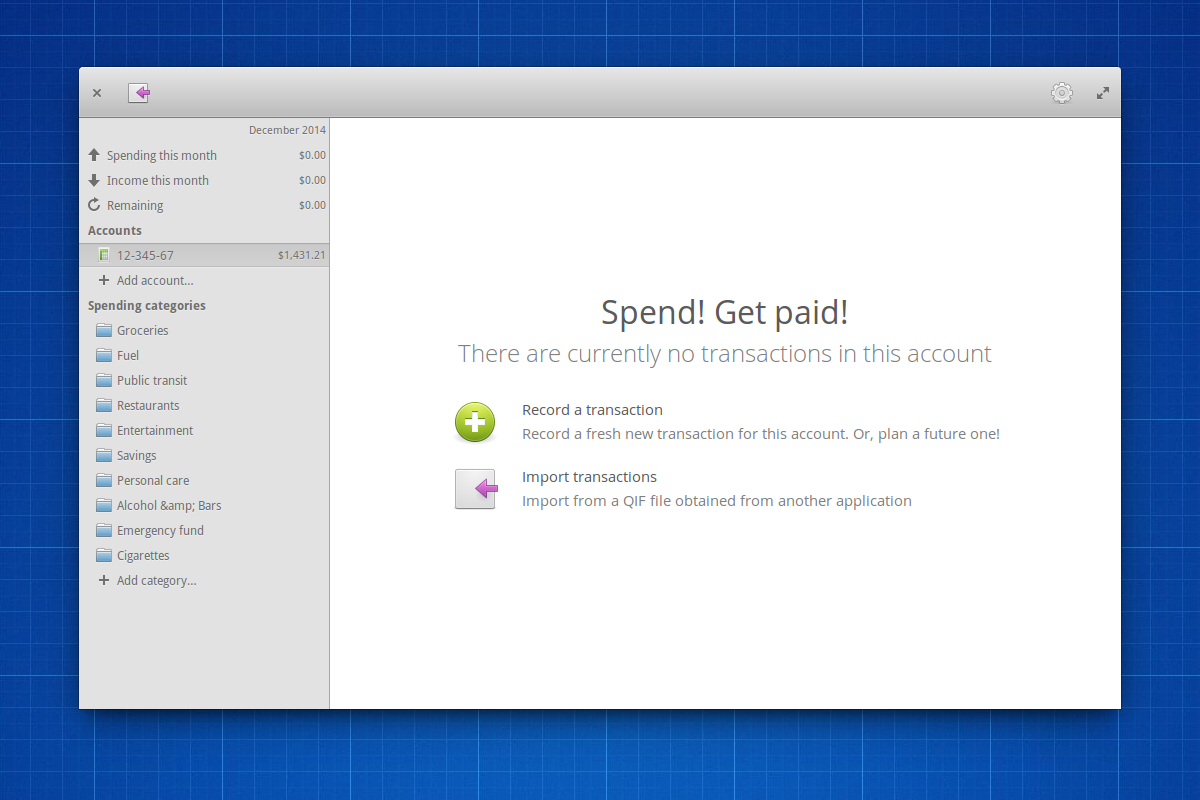 December 2014
Spending this month $0.00
Income this month $0.00
Remaining $0.00
Accounts
12-345-67 $1,431.21
Add account...
Spending categories
Groceries
Fuel
Public transit
Restaurants
Entertainment
Savings
Personal care
Alcohol &amp; Bars
Emergency fund
Cigarettes
Add category...
Spend! Get paid!
There are currently no transactions in this account
Record a transaction
Record a fresh new transaction for this account. Or, plan a future one!
Import transactions
Import from a QIF file obtained from another application